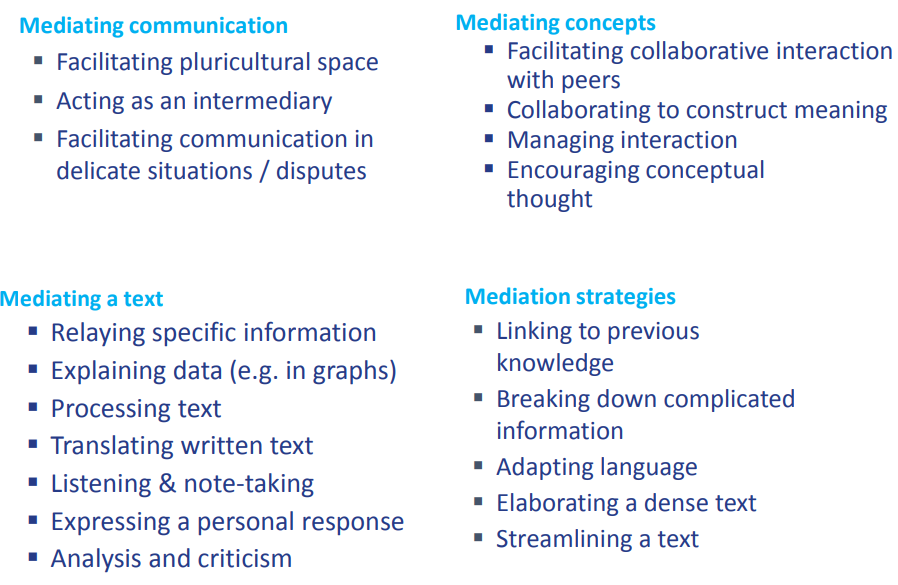 Mediating communication
▪ Facilitating pluricultural space
▪ Acting as an intermediary
▪ Facilitating communication in
delicate situations / disputes
Mediating concepts
▪ Facilitating collaborative interaction
with peers
▪ Collaborating to construct meaning
▪ Managing interaction
▪ Encouraging conceptual
thought
Mediating a text
▪ Relaying specific information
▪ Explaining data (e.g. in graphs)
▪ Processing text
▪ Translating written text
▪ Listening & note-taking
▪ Expressing a personal response
▪ Analysis and criticism
Mediation strategies
▪ Linking to previous
knowledge
▪ Breaking down complicated
information
▪ Adapting language
▪ Elaborating a dense text
▪ Streamlining a text